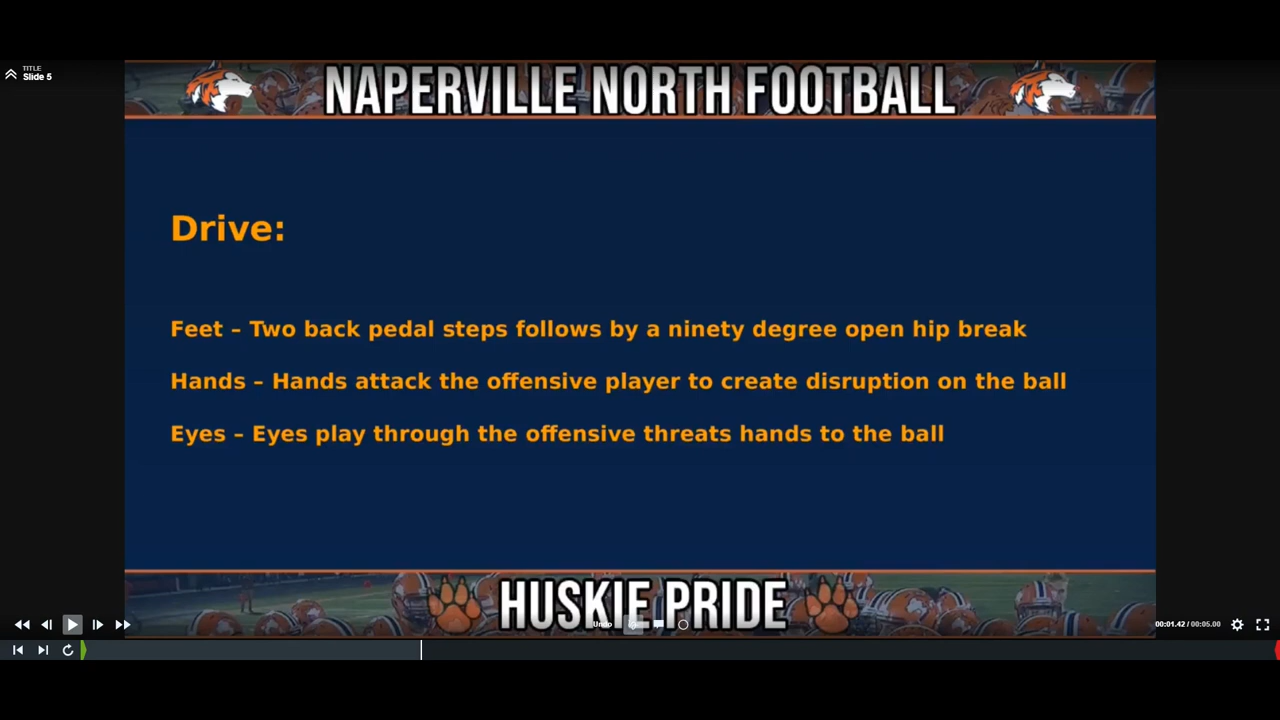 TITLE
Slide 5
NAPERVILLE NORTH FOOTBALL
Drive:
Feet – Two back pedal steps follows by a ninety degree open hip break
Hands – Hands attack the offensive player to create disruption on the ball
Eyes – Eyes play through the offensive threats hands to the ball
HUSKIE PRIDE
Undo
00:01.42 / 00:05.00